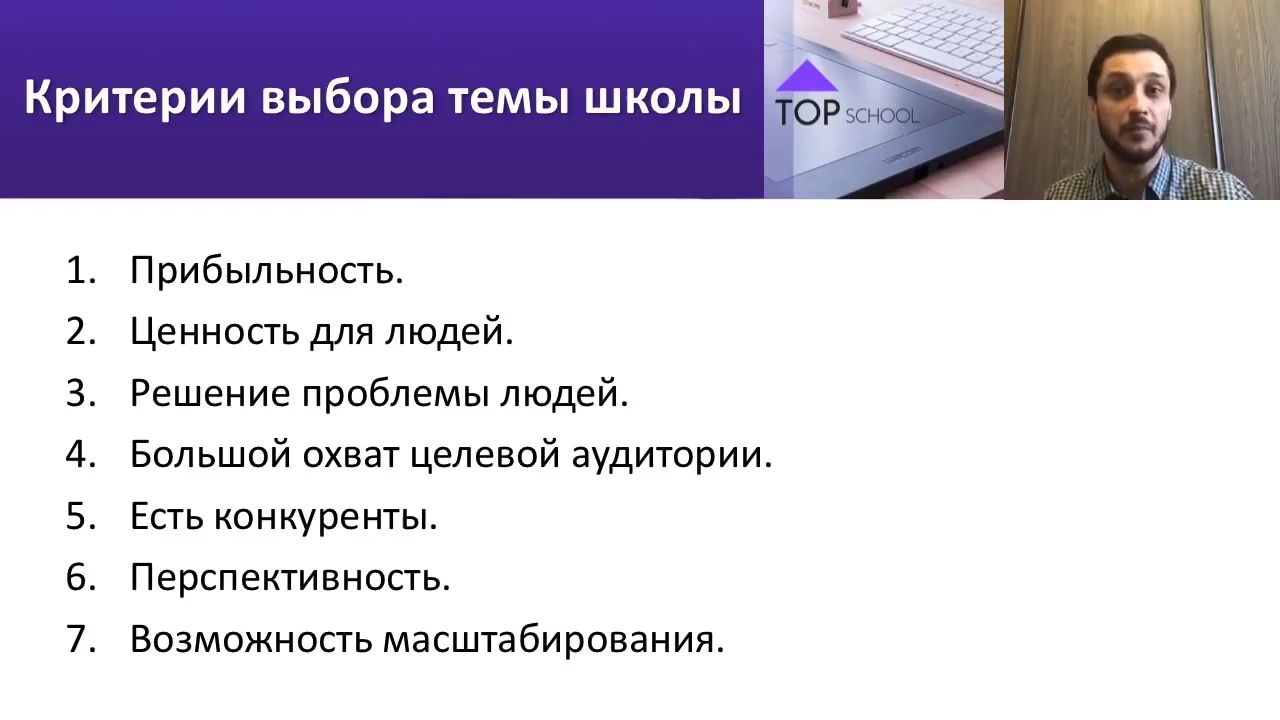 Критерии выбора темы школы
TOP SCHOOL
wacom
1. Прибыльность.
2. Ценность для людей.
3. Решение проблемы людей.
4. Большой охват целевой аудитории.
5. Есть конкуренты.
6. Перспективность.
7. Возможность масштабирования.